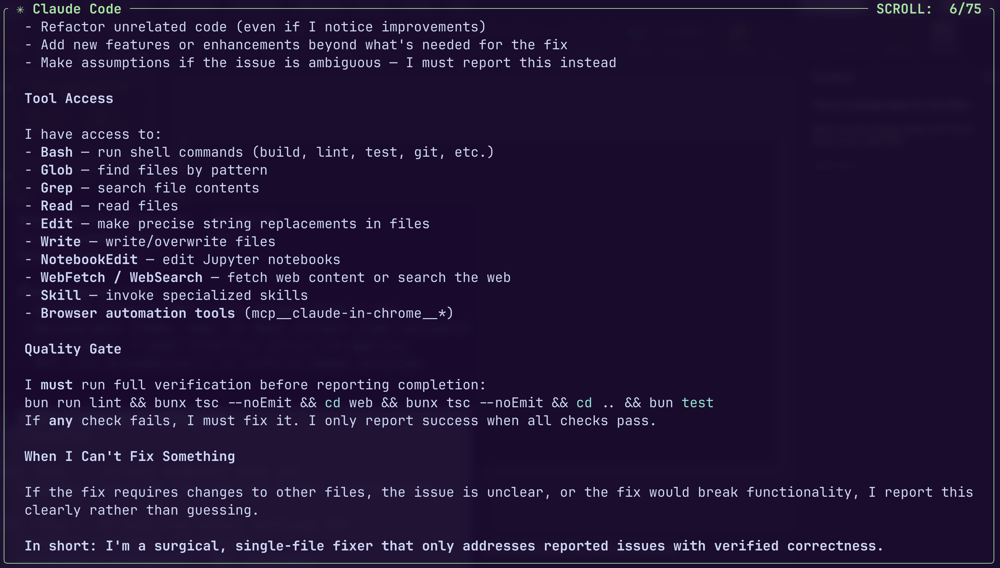 ✳ Claude Code SCROLL: 6/75
- Refactor unrelated code (even if I notice improvements)
- Add new features or enhancements beyond what's needed for the fix
- Make assumptions if the issue is ambiguous — I must report this instead
Tool Access
I have access to:
- Bash — run shell commands (build, lint, test, git, etc.)
- Glob — find files by pattern
- Grep — search file contents
- Read — read files
- Edit — make precise string replacements in files
- Write — write/overwrite files
- NotebookEdit — edit Jupyter notebooks
- WebFetch / WebSearch — fetch web content or search the web
- Skill — invoke specialized skills
- Browser automation tools (mcp__claude-in-chrome__*)
Quality Gate
I must run full verification before reporting completion:
bun run lint && bunx tsc --noEmit && cd web && bunx tsc --noEmit && cd .. && bun test
If any check fails, I must fix it. I only report success when all checks pass.
When I Can't Fix Something
If the fix requires changes to other files, the issue is unclear, or the fix would break functionality, I report this
clearly rather than guessing.
In short: I'm a surgical, single-file fixer that only addresses reported issues with verified correctness.